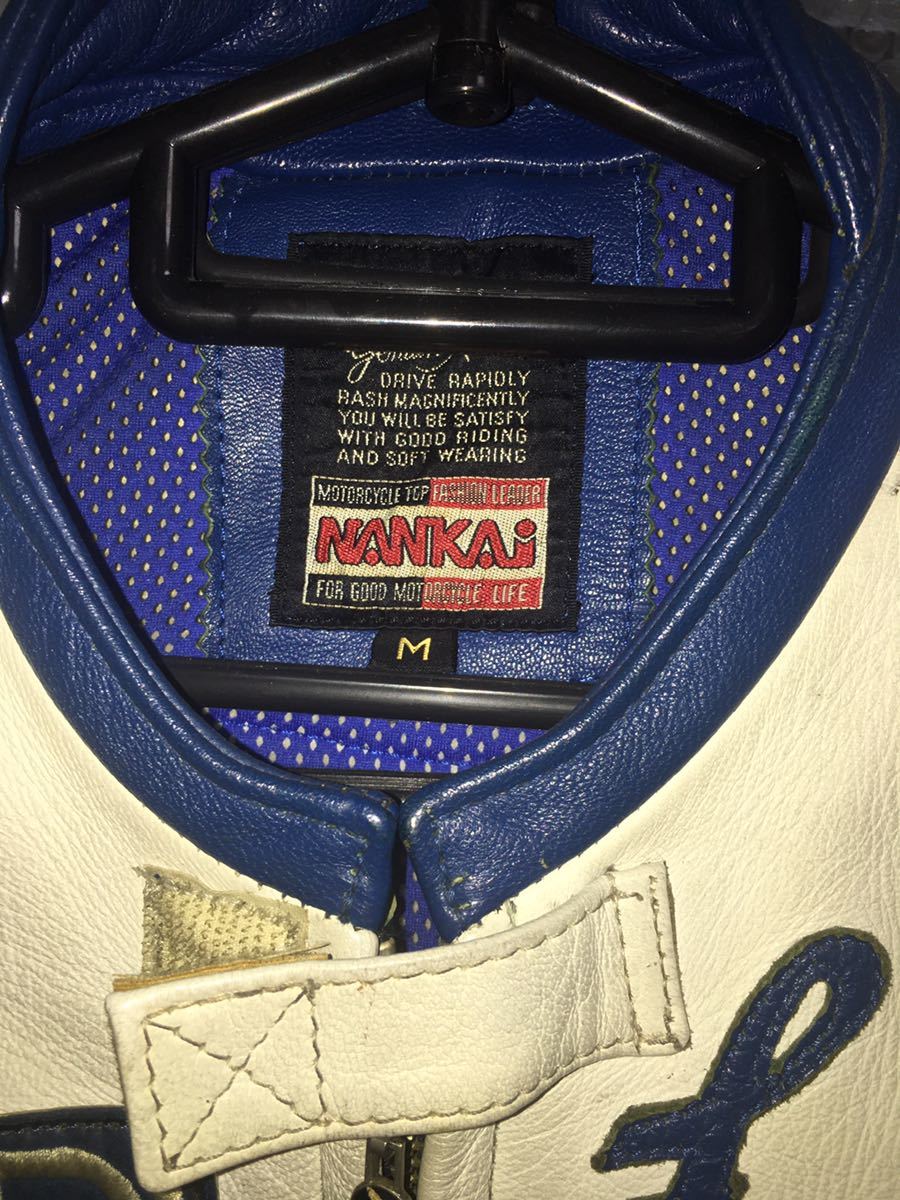 DRIVE RAPIDLY
RASH MAGNIFICENTLY
YOU WILL BE SATISFY
WITH GOOD RIDING
AND SOFT WEARING
MOTORCYCLE TOP FASHION LEADER
NANKAi
FOR GOOD MOTORCYCLE LIFE
M